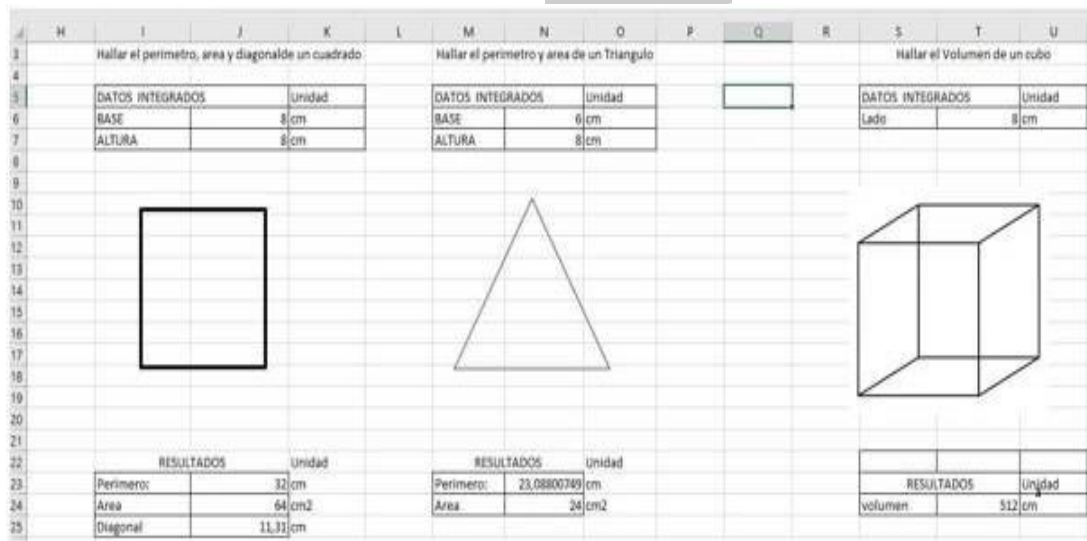 H I J K L M N O P Q R S T U
3 Hallar el perimetro, area y diagonalde un cuadrado Hallar el perimetro y area de un Triangulo Hallar el Volumen de un cubo
4
5 DATOS INTEGRADOS Unidad DATOS INTEGRADOS Unidad DATOS INTEGRADOS Unidad
6 BASE 8 cm BASE 6 cm Lado 8 cm
7 ALTURA 8 cm ALTURA 8 cm
8
9
10
11
12
13
14
15
16
17
18
19
20
21
22 RESULTADOS Unidad RESULTADOS Unidad
23 Perimero: 32 cm Perimero: 23,08800749 cm RESULTADOS Unidad
24 Area 64 cm2 Area 24 cm2 volumen 512 cm
25 Diagonal 11,31 cm